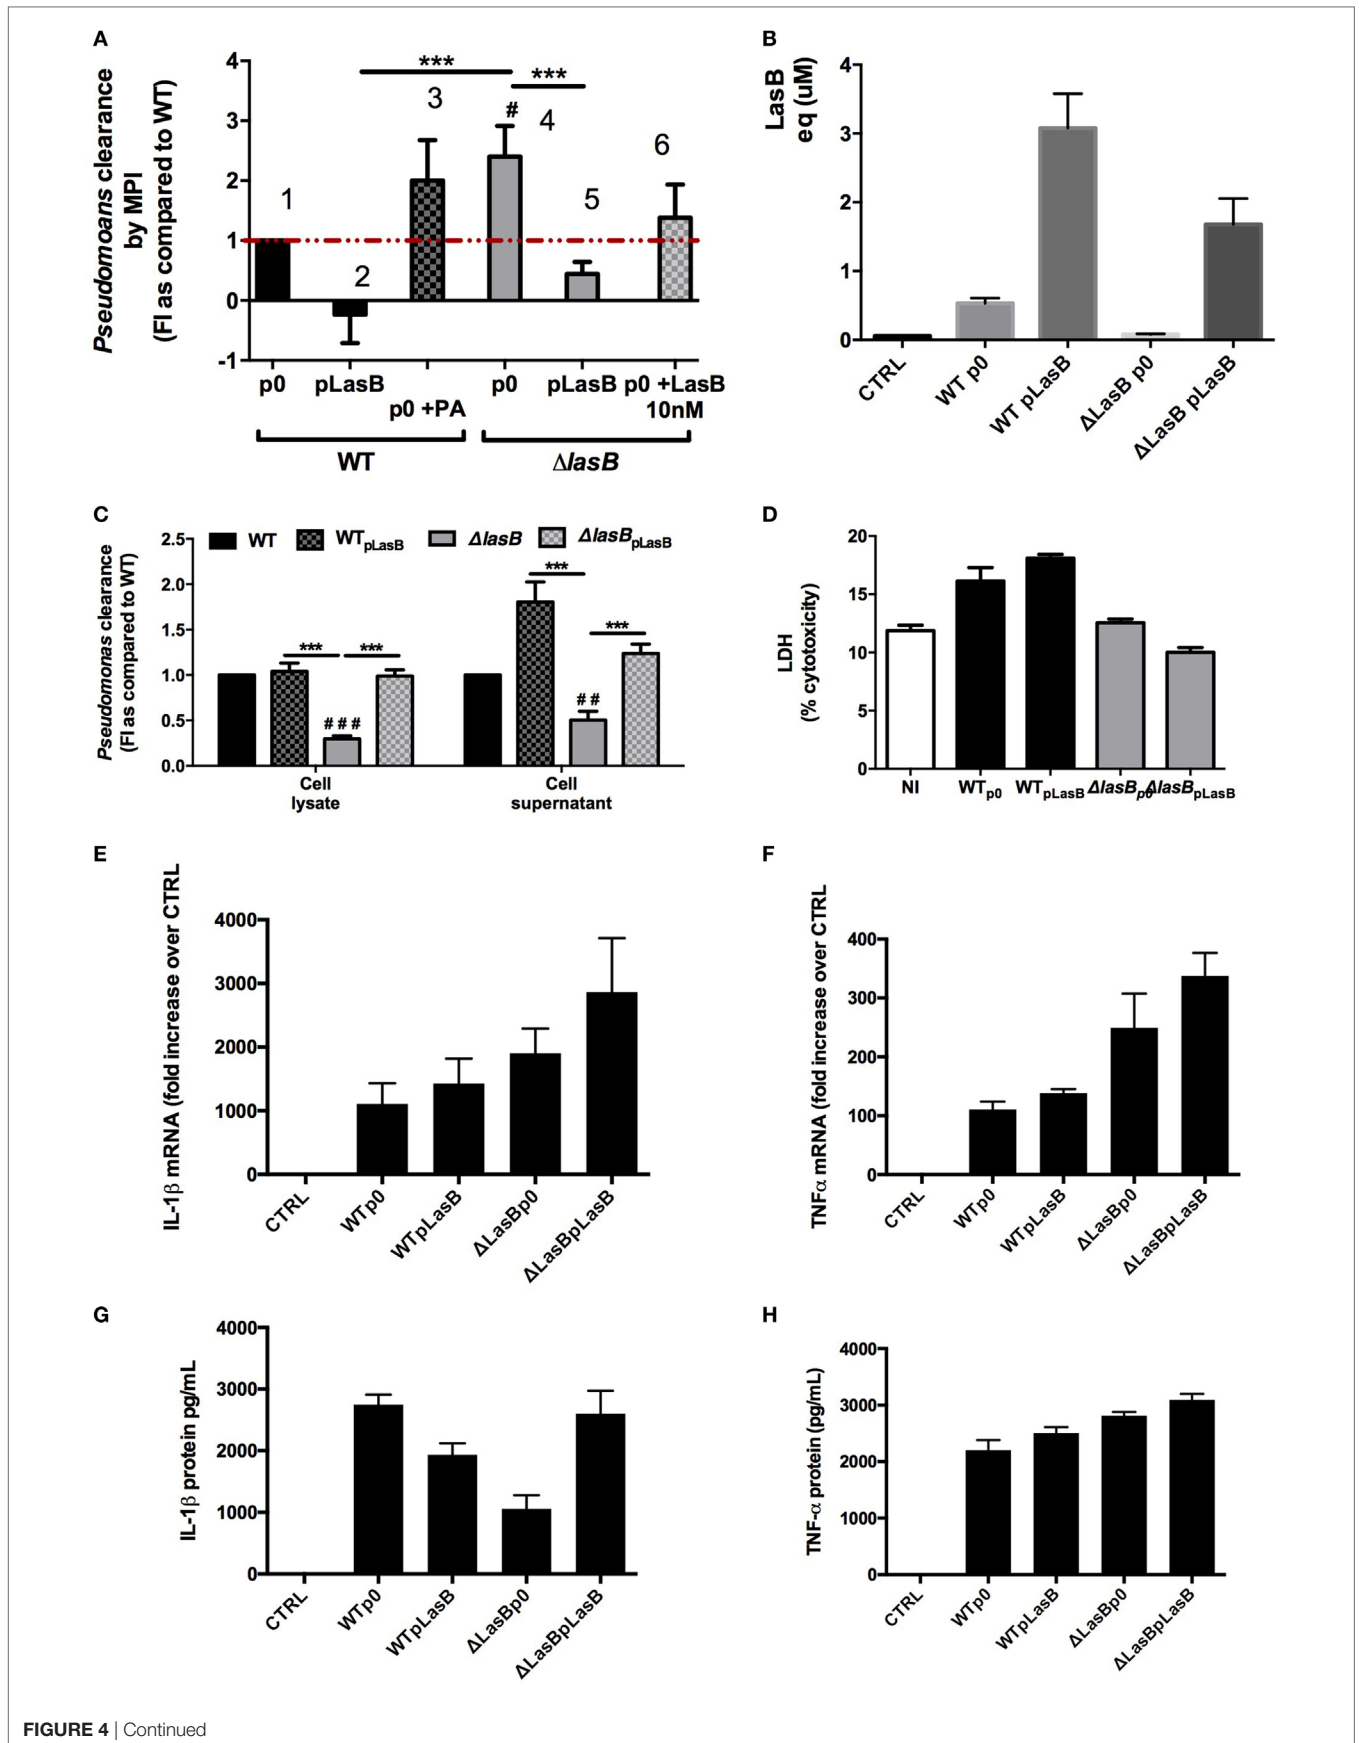 A
Pseudomoans clearance
by MPI
(FI as compared to WT)
4
3
2
1
0
-1
***
***
#
1
2
3
4
5
6
p0
pLasB
p0 +PA
p0
pLasB
p0 +LasB
10nM
WT
ΔlasB
B
LasB
eq (uM)
4
3
2
1
0
CTRL
WT p0
WT pLasB
ΔLasB p0
ΔLasB pLasB
C
Pseudomonas clearance
(FI as compared to WT)
2.5
2.0
1.5
1.0
0.5
0.0
WT
WTpLasB
ΔlasB
ΔlasBpLasB
***
***
# # #
***
***
# #
Cell
lysate
Cell
supernatant
D
LDH
(% cytotoxicity)
20
15
10
5
0
NI
WTp0
WTpLasB
ΔlasBp0
ΔlasBpLasB
E
IL-1β mRNA (fold increase over CTRL
4000
3000
2000
1000
0
CTRL
WTp0
WTpLasB
ΔLasBp0
ΔLasBpLasB
F
TNFα mRNA (fold increase over CTRL
400
300
200
100
0
CTRL
WTp0
WTpLasB
ΔLasBp0
ΔLasBpLasB
G
IL-1β protein pg/mL
4000
3000
2000
1000
0
CTRL
WTp0
WTpLasB
ΔLasBp0
ΔLasBpLasB
H
TNF-α protein (pg/mL)
4000
3000
2000
1000
0
CTRL
WTp0
WTpLasB
ΔLasBp0
ΔLasBpLasB
FIGURE 4 | Continued